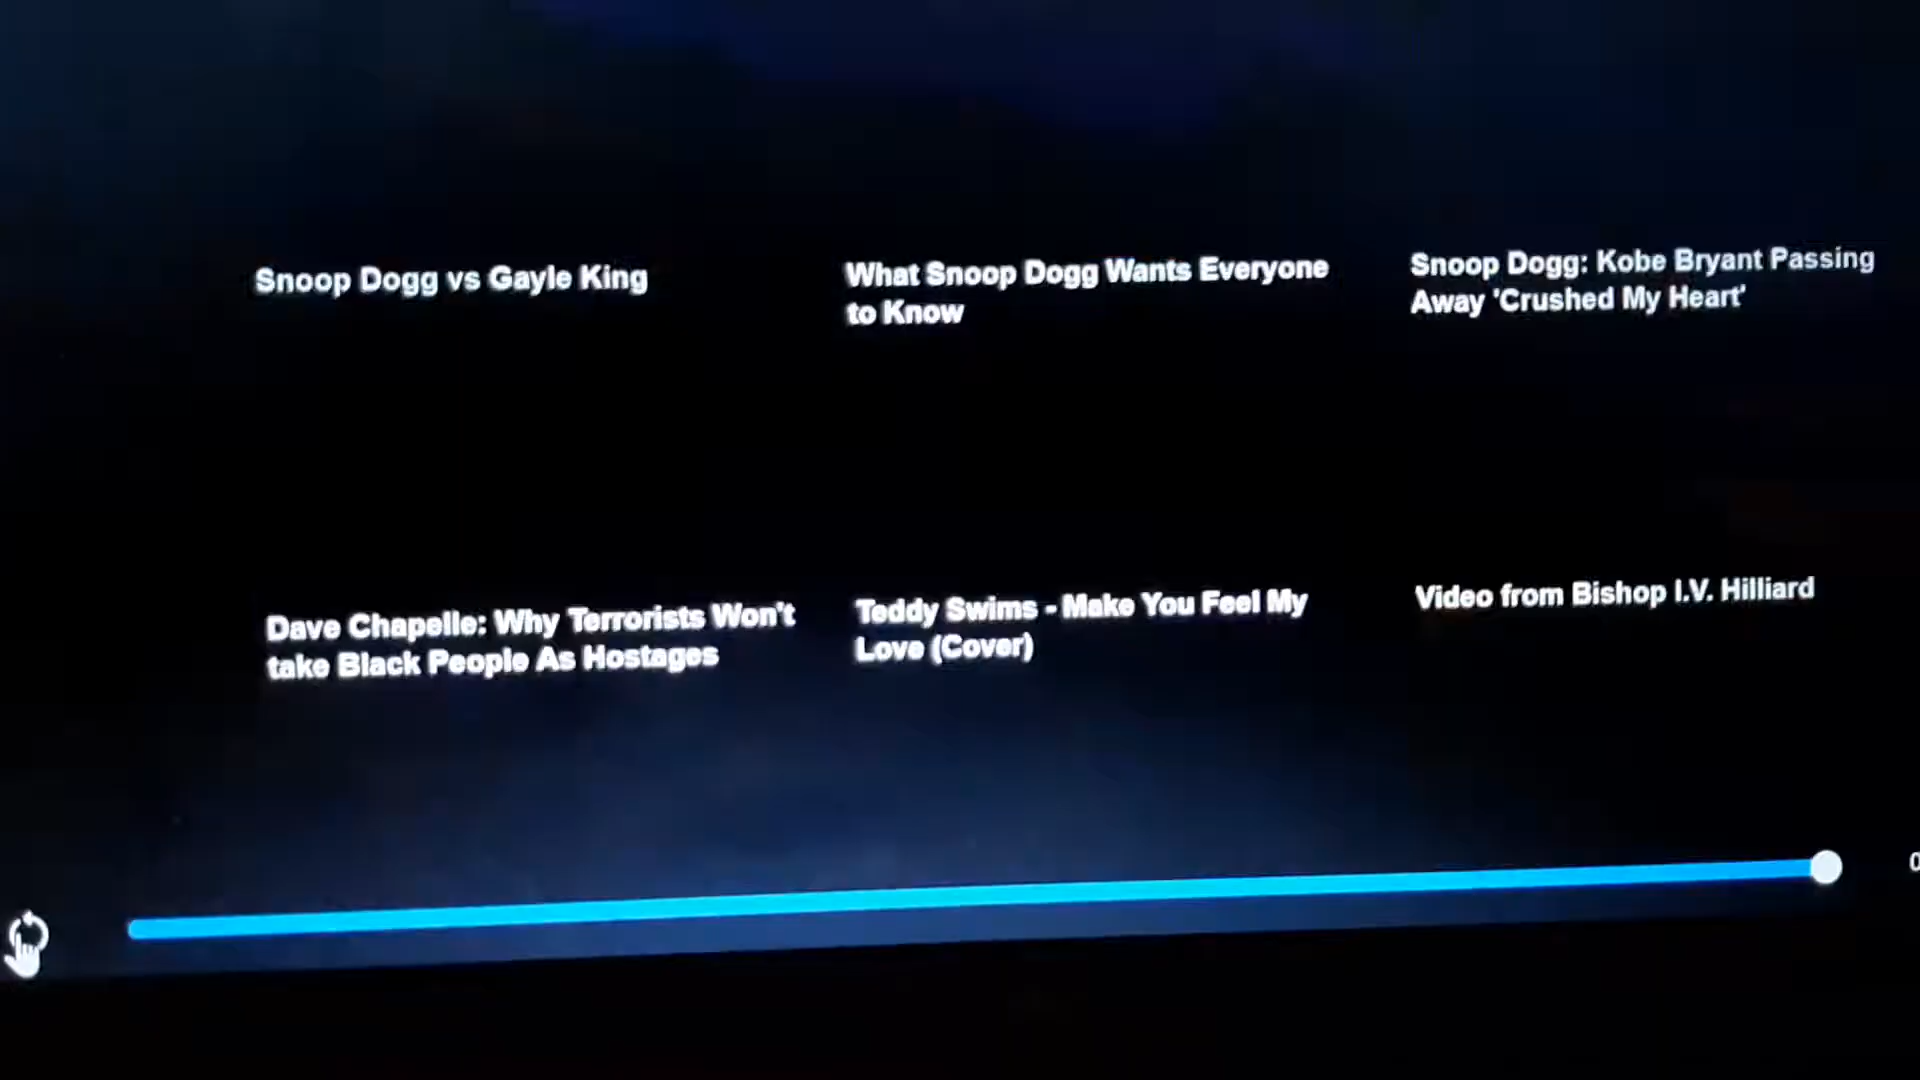 Snoop Dogg vs Gayle King
What Snoop Dogg Wants Everyone
to Know
Snoop Dogg: Kobe Bryant Passing
Away 'Crushed My Heart'
Dave Chapelle: Why Terrorists Won't
take Black People As Hostages
Teddy Swims - Make You Feel My
Love (Cover)
Video from Bishop I.V. Hilliard